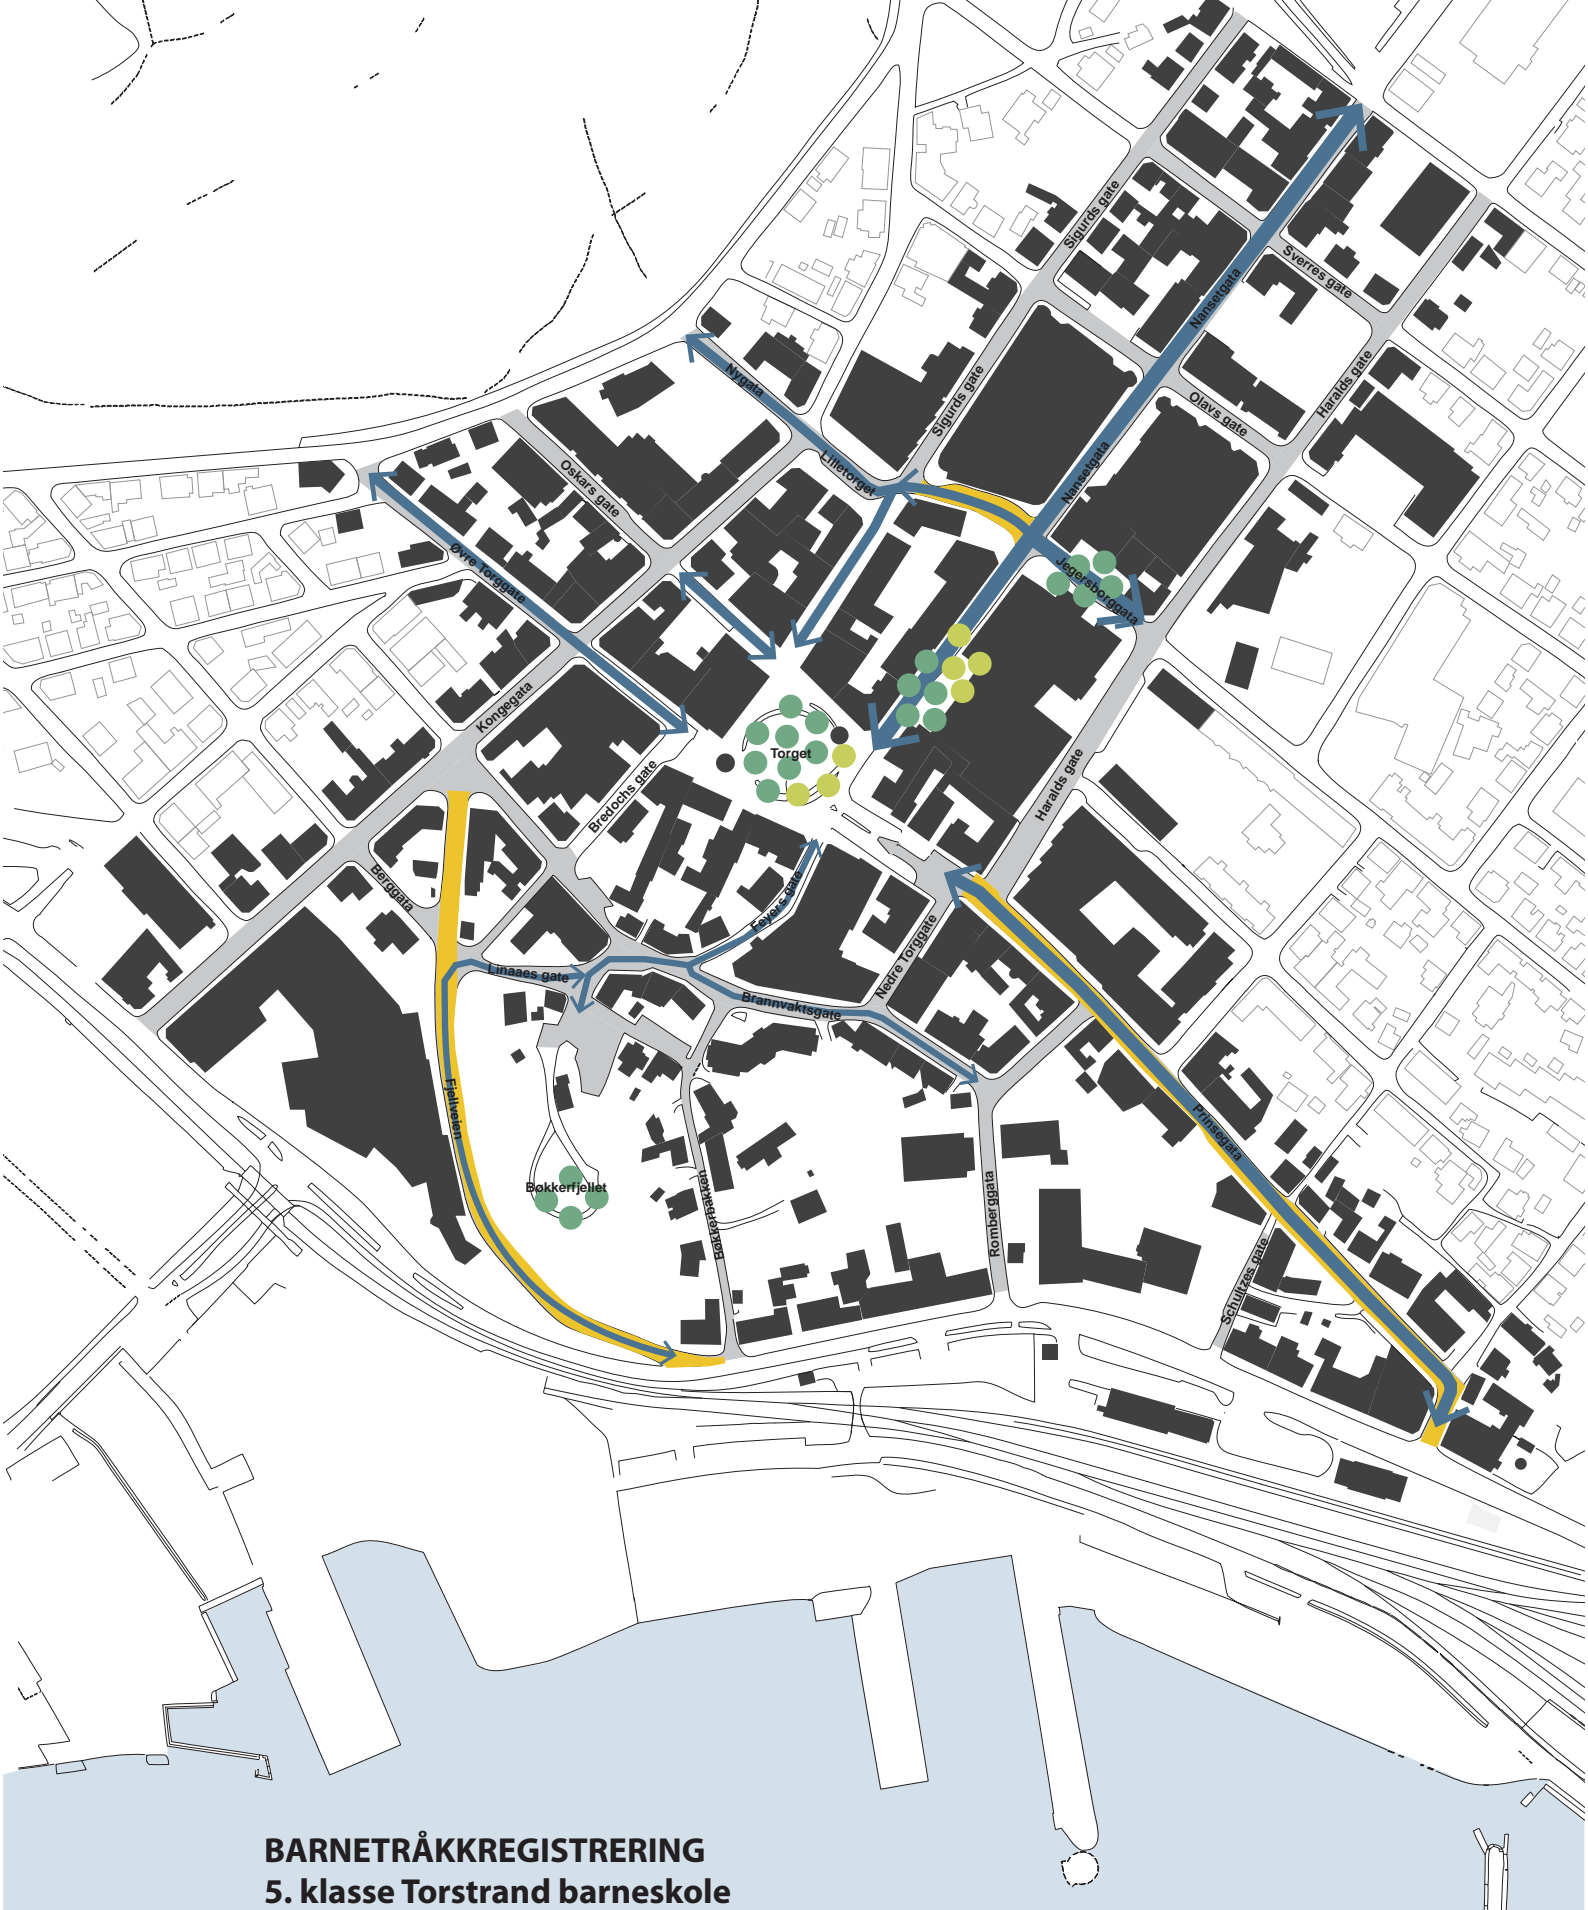 Sigurds gate
Sverres gate
Nansetgata
Nygata
Haralds gate
Sigurds gate
Olavs gate
Lilletorget
Nansetgata
Oskars gate
Øvre Torggate
Jegersborggata
Kongegata
Torget
Bredochs gate
Haralds gate
Berggata
Feyers gate
Linaaes gate
Nedre Torggate
Brannvaktsgate
Fjellveien
Prinsegata
Bøkkerfjellet
Bøkkerbakken
Romberggata
Schultzes gate
BARNETRÅKKREGISTRERING
5. klasse Torstrand barneskole